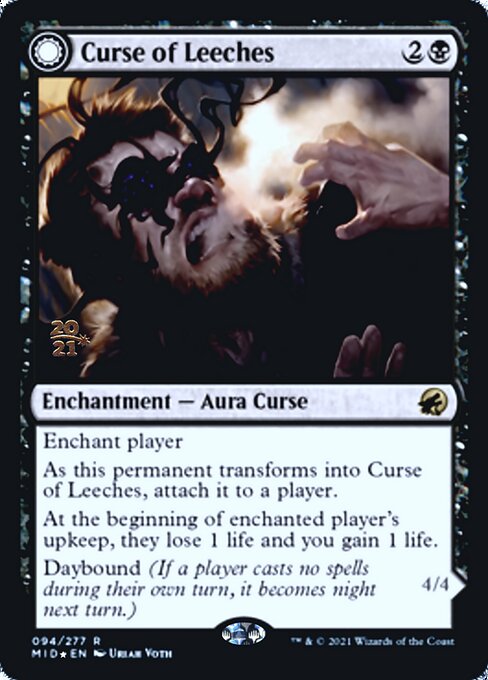 Curse of Leeches 2
20
21
Enchantment — Aura Curse
Enchant player
As this permanent transforms into Curse
of Leeches, attach it to a player.
At the beginning of enchanted player's
upkeep, they lose 1 life and you gain 1 life.
Daybound (If a player casts no spells
during their own turn, it becomes night
next turn.)
4/4
094/277 R
MID★EN Uriah Voth
™ & © 2021 Wizards of the Coast